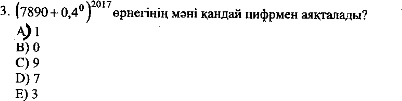 3. (7890+0,4⁰)²⁰¹⁷ өрнегінің мәні қандай цифрмен аяқталады?
A) 1
B) 0
C) 9
D) 7
E) 3